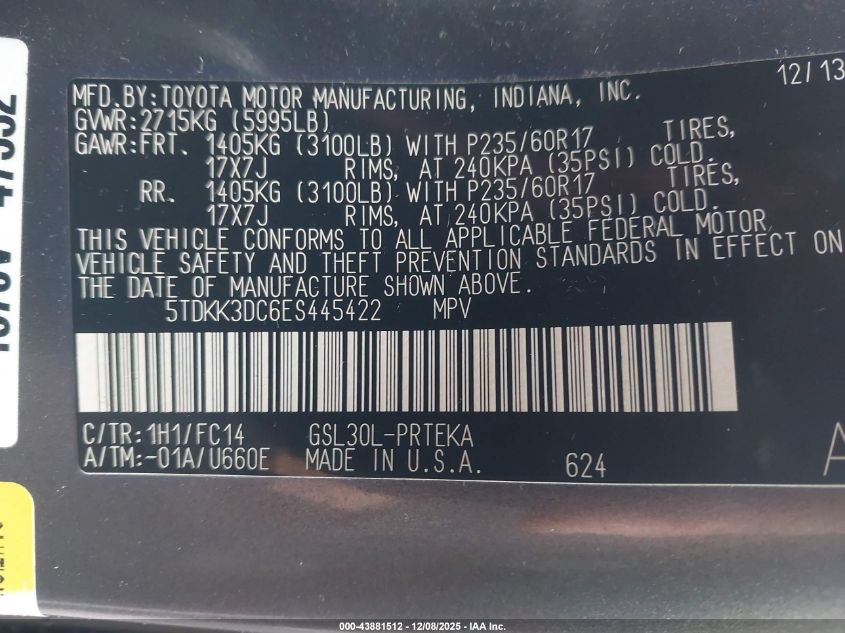 12/13
MFD.BY:TOYOTA MOTOR MANUFACTURING, INDIANA, INC.
GVWR:2715KG (5995LB)
GAWR:FRT. 1405KG (3100LB) WITH P235/60R17 TIRES,
17X7J RIMS, AT 240KPA (35PSI) COLD.
RR. 1405KG (3100LB) WITH P235/60R17 TIRES,
17X7J RIMS, AT 240KPA (35PSI) COLD.
THIS VEHICLE CONFORMS TO ALL APPLICABLE FEDERAL MOTOR
VEHICLE SAFETY AND THEFT PREVENTION STANDARDS IN EFFECT ON
THE DATE OF MANUFACTURE SHOWN ABOVE.
5TDKK3DC6ES445422 MPV
C/TR:1H1/FC14 GSL30L-PRTEKA
A/TM:-01A/U660E MADE IN U.S.A. 624
000-43881512 - 12/08/2025 - IAA Inc.